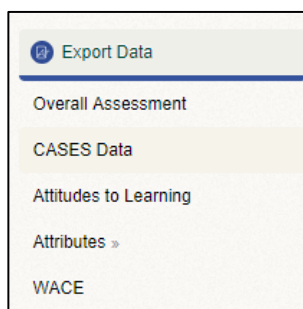 Export Data
Overall Assessment
CASES Data
Attitudes to Learning
Attributes »
WACE